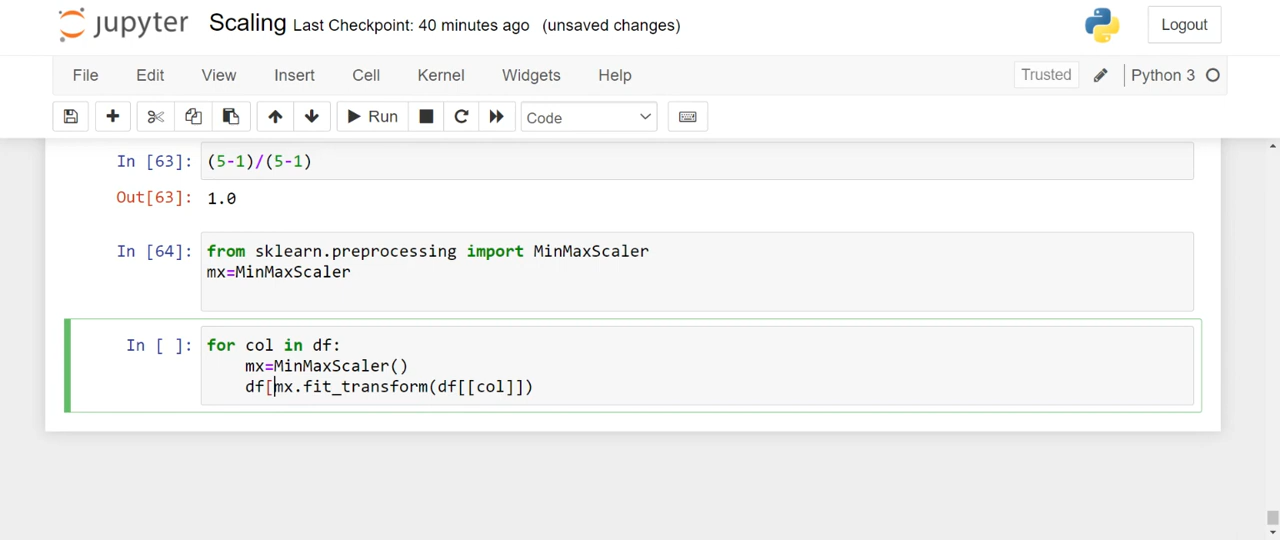 jupyter Scaling Last Checkpoint: 40 minutes ago (unsaved changes) Logout
File Edit View Insert Cell Kernel Widgets Help Trusted Python 3
Run Code
In [63]: (5-1)/(5-1)
Out[63]: 1.0
In [64]: from sklearn.preprocessing import MinMaxScaler
mx=MinMaxScaler
In [ ]: for col in df:
mx=MinMaxScaler()
df[mx.fit_transform(df[[col]])